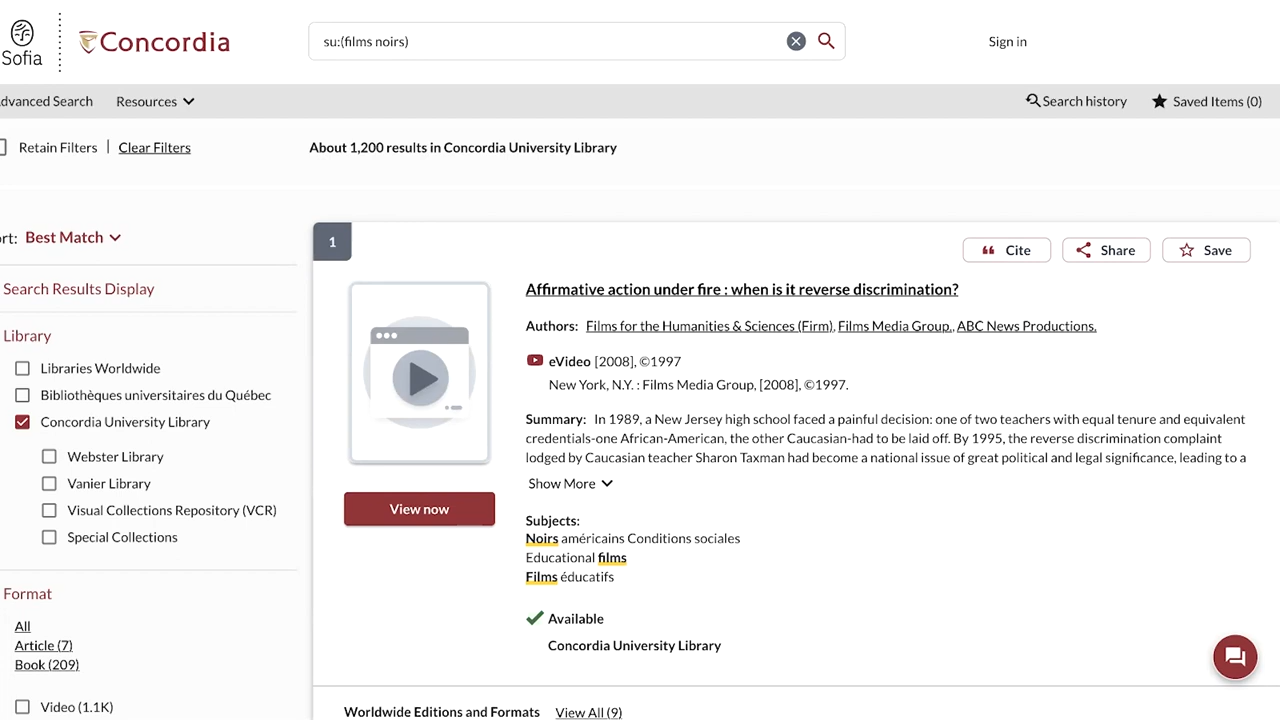 Sofia
Concordia
su:(films noirs)
Sign in
dvanced Search
Resources
Search history
Saved Items (0)
Retain Filters | Clear Filters
About 1,200 results in Concordia University Library
rt: Best Match
1
Cite
Share
Save
Search Results Display
Affirmative action under fire : when is it reverse discrimination?
Library
Authors: Films for the Humanities & Sciences (Firm), Films Media Group., ABC News Productions.
Libraries Worldwide
eVideo [2008], ©1997
Bibliothèques universitaires du Québec
New York, N.Y. : Films Media Group, [2008], ©1997.
Concordia University Library
Summary: In 1989, a New Jersey high school faced a painful decision: one of two teachers with equal tenure and equivalent
credentials-one African-American, the other Caucasian-had to be laid off. By 1995, the reverse discrimination complaint
lodged by Caucasian teacher Sharon Taxman had become a national issue of great political and legal significance, leading to a
Webster Library
Vanier Library
Show More
Visual Collections Repository (VCR)
View now
Subjects:
Special Collections
Noirs américains Conditions sociales
Educational films
Films éducatifs
Format
All
Available
Article (7)
Concordia University Library
Book (209)
Video (1.1K)
Worldwide Editions and Formats View All (9)